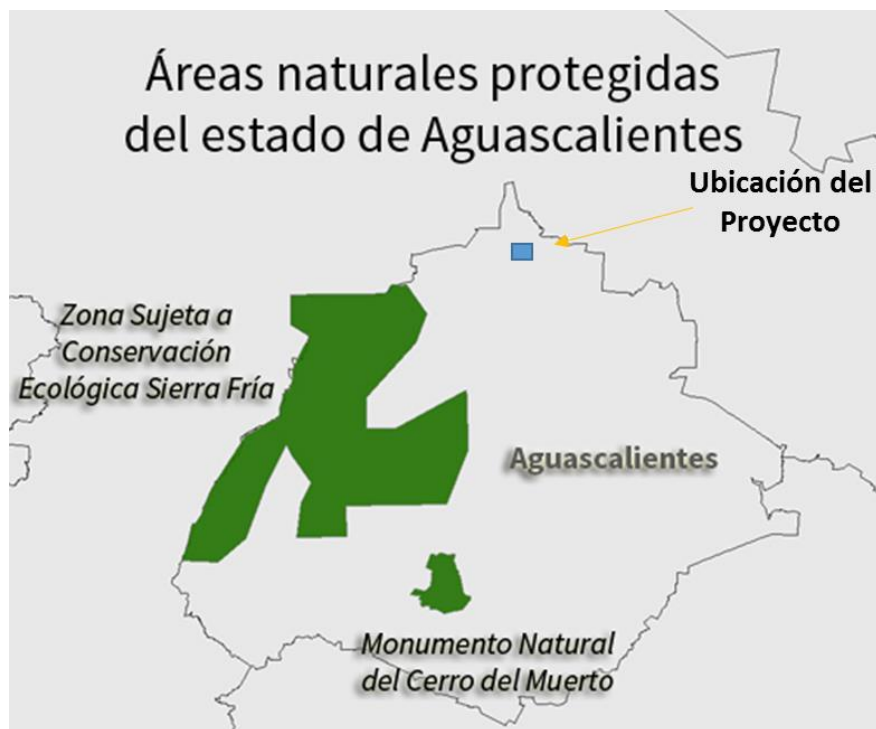 Áreas naturales protegidas
del estado de Aguascalientes
Ubicación del
Proyecto
Zona Sujeta a
Conservación
Ecológica Sierra Fría
Aguascalientes
Monumento Natural
del Cerro del Muerto